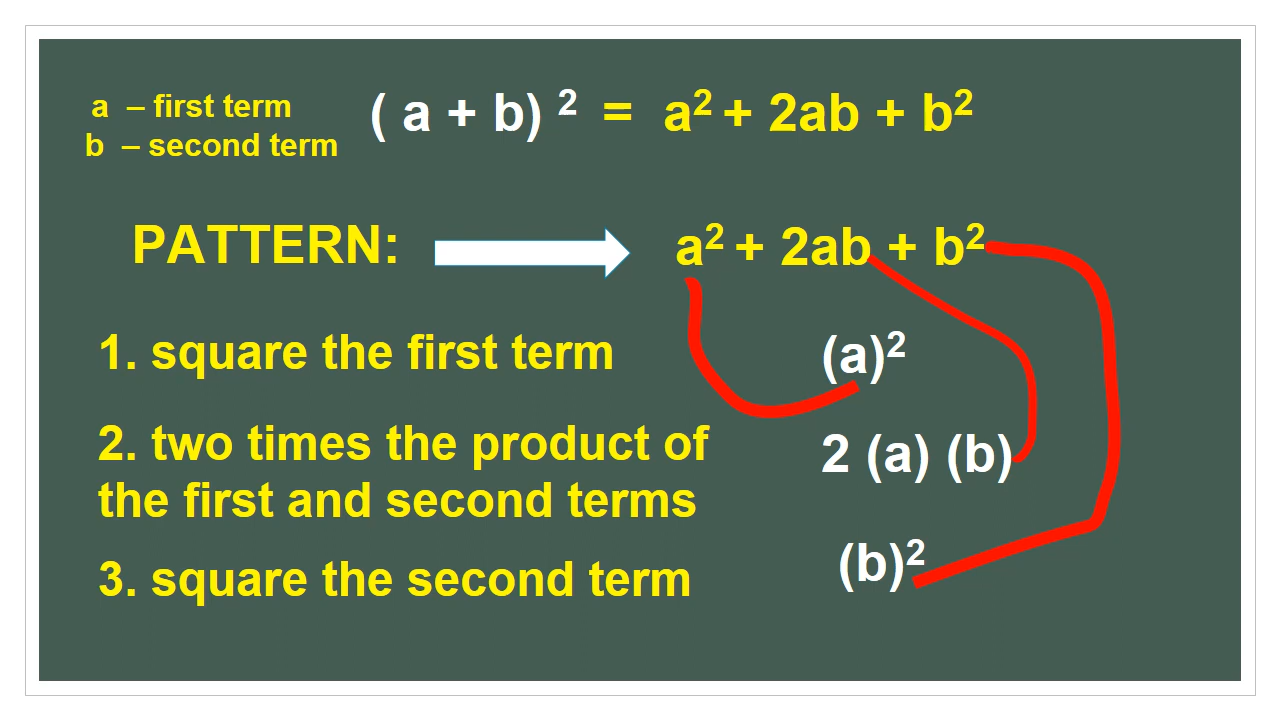 a – first term
b – second term
( a + b) ² = a² + 2ab + b²
PATTERN: a² + 2ab + b²
1. square the first term (a)²
2. two times the product of
the first and second terms 2 (a) (b)
3. square the second term (b)²